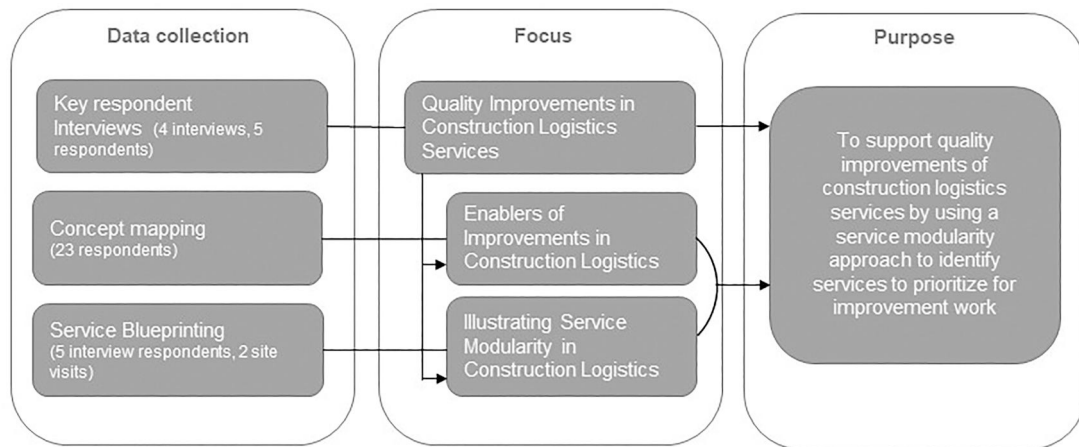 Data collection
Key respondent
Interviews (4 interviews, 5
respondents)
Concept mapping
(23 respondents)
Service Blueprinting
(5 interview respondents, 2 site
visits)
Focus
Quality Improvements in
Construction Logistics
Services
Enablers of
Improvements in
Construction Logistics
Illustrating Service
Modularity in
Construction Logistics
Purpose
To support quality
improvements of
construction logistics
services by using a
service modularity
approach to identify
services to prioritize for
improvement work